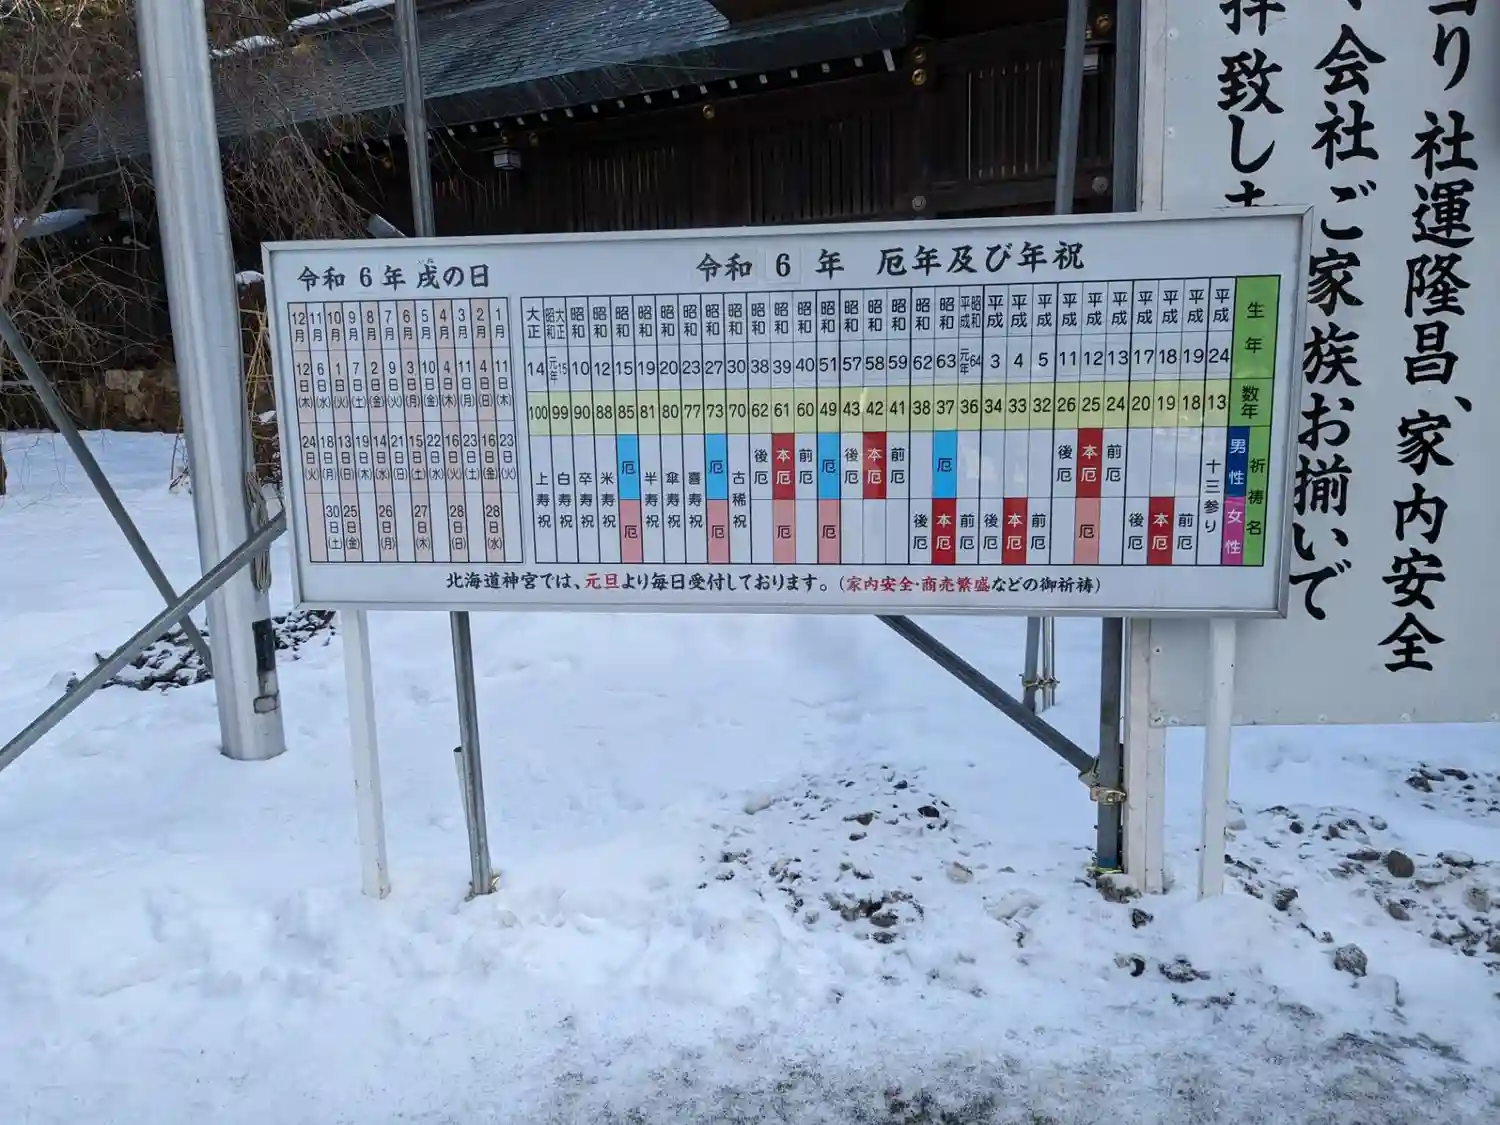 令和6年 戌の日
12月 11月 10月 9月 8月 7月 6月 5月 4月 3月 2月 1月
12日(木) 6日(水) 1日(火) 7日(土) 2日(金) 9日(火) 3日(月) 10日(金) 4日(木) 11日(月) 4日(日) 11日(木)
24日(火) 18日(月) 13日(日) 19日(木) 14日(水) 21日(日) 15日(土) 22日(水) 16日(火) 23日(土) 16日(金) 23日(火)
30日(土) 25日(金) 26日(月) 27日(木) 28日(日) 28日(水)
令和 6 年 厄年及び年祝
大正 昭和大正 昭和 昭和 昭和 昭和 昭和 昭和 昭和 昭和 昭和 昭和 昭和 昭和 昭和 昭和 昭和 昭和 昭和 平成昭和 平成 平成 平成 平成 平成 平成 平成 平成 平成 平成 生年
14 元年15 10 12 15 19 20 23 27 30 38 39 40 51 57 58 59 62 63 元年64 3 4 5 11 12 13 17 18 19 24
100 99 90 88 85 81 80 77 73 70 62 61 60 49 43 42 41 38 37 36 34 33 32 26 25 24 20 19 18 13 数年
厄 厄 後厄 本厄 前厄 厄 後厄 本厄 前厄 厄 後厄 本厄 前厄 男性
上寿祝 白寿祝 卒寿祝 米寿祝 半寿祝 傘寿祝 喜寿祝 古稀祝 十三参り 祈祷名
厄 厄 厄 厄 後厄 本厄 前厄 後厄 本厄 前厄 厄 後厄 本厄 前厄 女性
北海道神宮では、元旦より毎日受付しております。(家内安全・商売繁盛などの御祈祷)
り 社運隆昌、家内安全
会社ご家族お揃いで
拝致し